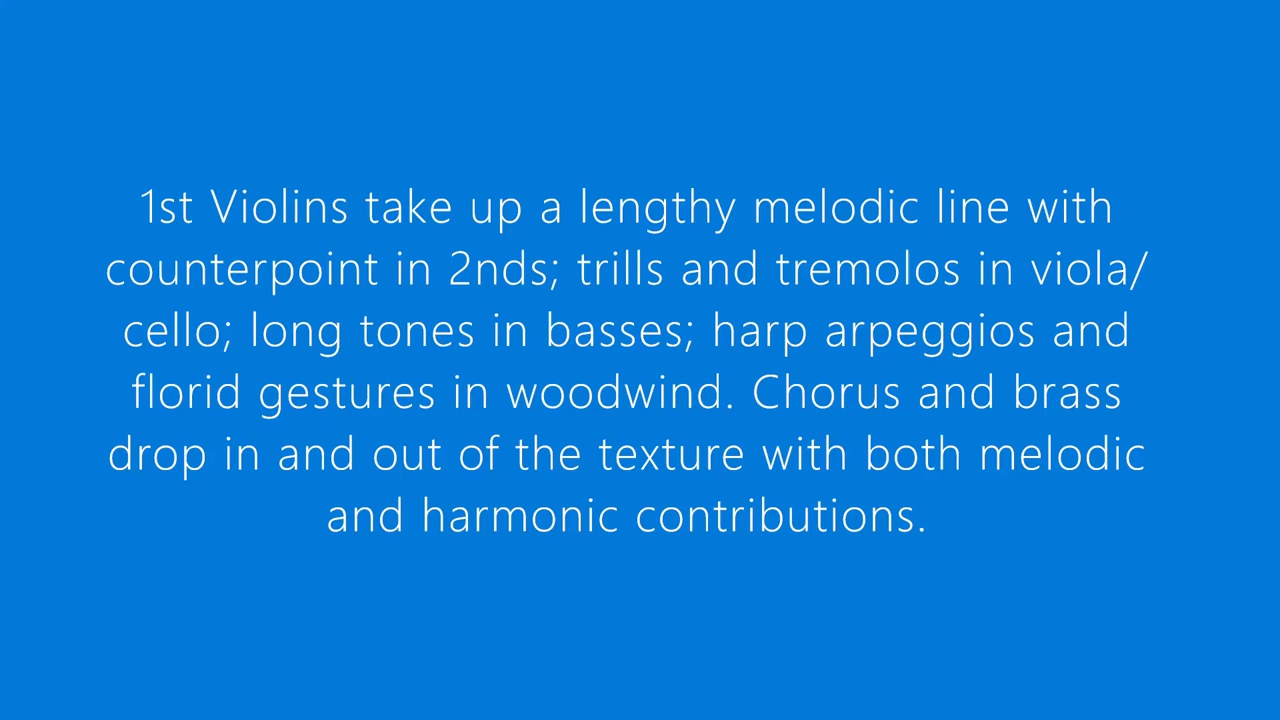 1st Violins take up a lengthy melodic line with
counterpoint in 2nds; trills and tremolos in viola/
cello; long tones in basses; harp arpeggios and
florid gestures in woodwind. Chorus and brass
drop in and out of the texture with both melodic
and harmonic contributions.